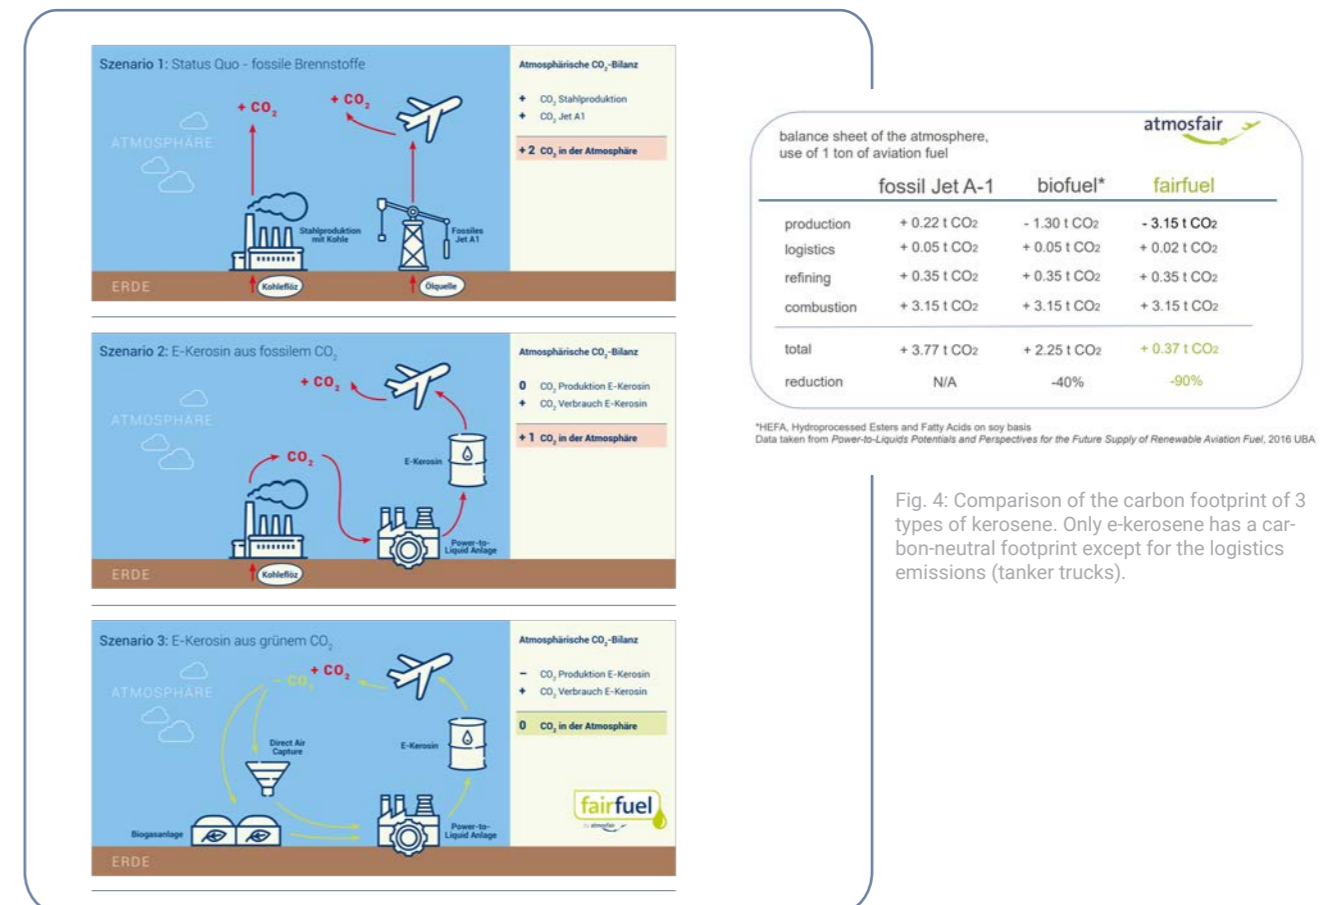 Szenario 1: Status Quo - fossile Brennstoffe
+ CO₂
+ CO₂
ATMOSPHÄRE
Stahlproduktion
mit Kohle
Fossiles
Jet A1
ERDE
Kohleflöz
Ölquelle
Atmosphärische CO₂-Bilanz
+ CO₂ Stahlproduktion
+ CO₂ Jet A1
+ 2 CO₂ in der Atmosphäre
Szenario 2: E-Kerosin aus fossilem CO₂
+ CO₂
ATMOSPHÄRE
CO₂
E-Kerosin
Power-to-
Liquid Anlage
ERDE
Kohleflöz
Atmosphärische CO₂-Bilanz
0 CO₂ Produktion E-Kerosin
+ CO₂ Verbrauch E-Kerosin
+ 1 CO₂ in der Atmosphäre
Szenario 3: E-Kerosin aus grünem CO₂
- CO₂
+ CO₂
ATMOSPHÄRE
Direct Air
Capture
E-Kerosin
Biogasanlage
Power-to-
Liquid Anlage
ERDE
Atmosphärische CO₂-Bilanz
– CO₂ Produktion E-Kerosin
+ CO₂ Verbrauch E-Kerosin
0 CO₂ in der Atmosphäre
fairfuel
by atmosfair
atmosfair
balance sheet of the atmosphere,
use of 1 ton of aviation fuel
fossil Jet A-1 biofuel* fairfuel
production + 0.22 t CO₂ - 1.30 t CO₂ - 3.15 t CO₂
logistics + 0.05 t CO₂ + 0.05 t CO₂ + 0.02 t CO₂
refining + 0.35 t CO₂ + 0.35 t CO₂ + 0.35 t CO₂
combustion + 3.15 t CO₂ + 3.15 t CO₂ + 3.15 t CO₂
total + 3.77 t CO₂ + 2.25 t CO₂ + 0.37 t CO₂
reduction N/A -40% -90%
*HEFA, Hydroprocessed Esters and Fatty Acids on soy basis
Data taken from Power-to-Liquids Potentials and Perspectives for the Future Supply of Renewable Aviation Fuel, 2016 UBA
Fig. 4: Comparison of the carbon footprint of 3
types of kerosene. Only e-kerosene has a car-
bon-neutral footprint except for the logistics
emissions (tanker trucks).